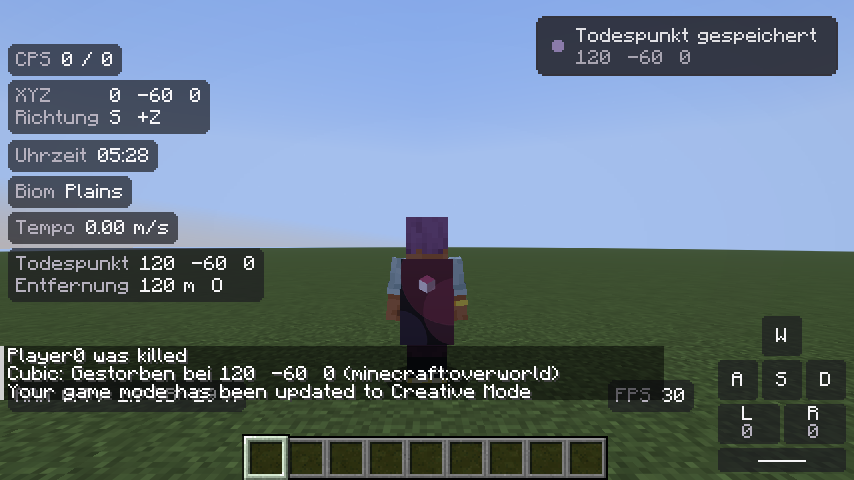 CPS 0 / 0
XYZ 0 -60 0
Richtung S +Z
Uhrzeit 05:28
Biom Plains
Tempo 0.00 m/s
Todespunkt 120 -60 0
Entfernung 120 m O
Todespunkt gespeichert
120 -60 0
Player0 was killed
Cubic: Gestorben bei 120 -60 0 (minecraft:overworld)
Your game mode has been updated to Creative Mode
FPS 30
W
A S D
L R
0 0